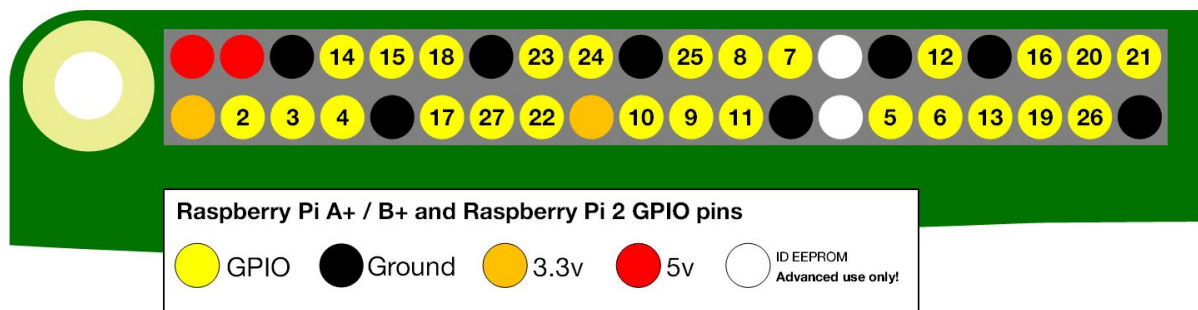 14 15 18 23 24 25 8 7 12 16 20 21
2 3 4 17 27 22 10 9 11 5 6 13 19 26
Raspberry Pi A+ / B+ and Raspberry Pi 2 GPIO pins
GPIO Ground 3.3v 5v ID EEPROM
Advanced use only!